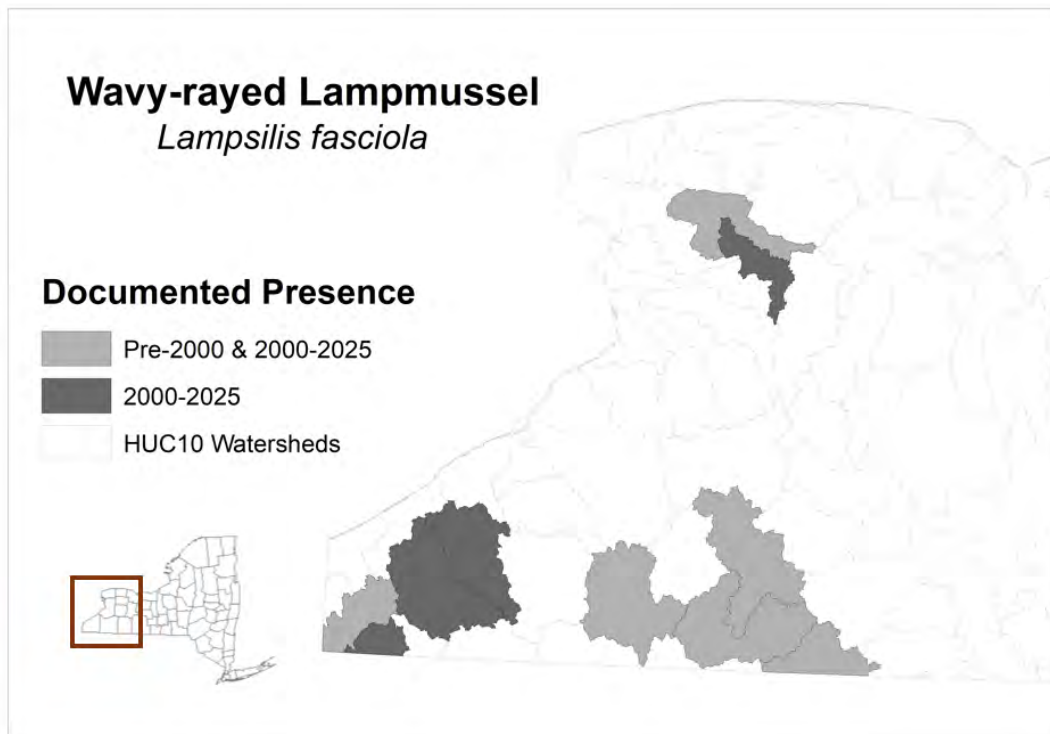 Wavy-rayed Lampmussel
Lampsilis fasciola
Documented Presence
Pre-2000 & 2000-2025
2000-2025
HUC10 Watersheds